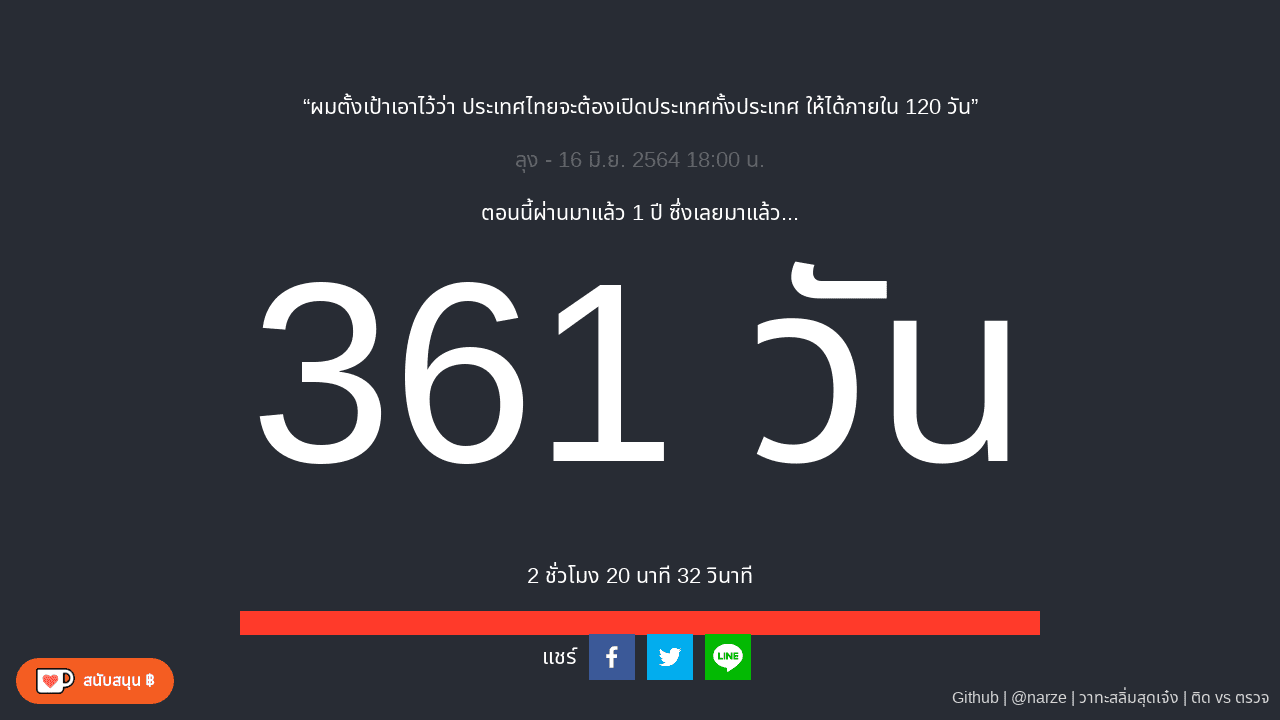 “ผมตั้งเป้าเอาไว้ว่า ประเทศไทยจะต้องเปิดประเทศทั้งประเทศ ให้ได้ภายใน 120 วัน”
ลุง - 16 มิ.ย. 2564 18:00 น.
ตอนนี้ผ่านมาแล้ว 1 ปี ซึ่งเลยมาแล้ว...
361 วัน
2 ชั่วโมง 20 นาที 32 วินาที
แชร์
LINE
สนับสนุน ฿
Github | @narze | วาทะสลิ่มสุดเจ๋ง | ติด vs ตรวจ